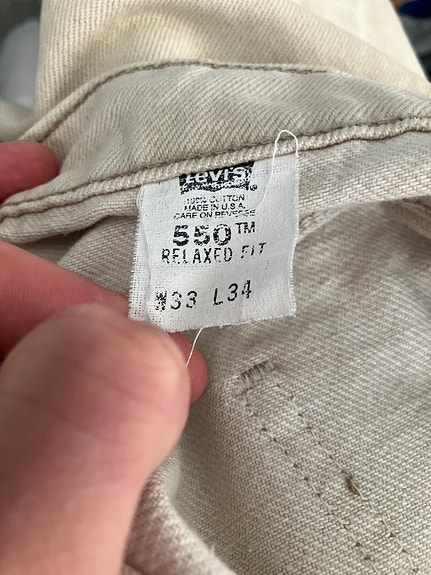 Levi's
100% COTTON
MADE IN U.S.A.
CARE ON REVERSE
550™
RELAXED FIT
W33 L34